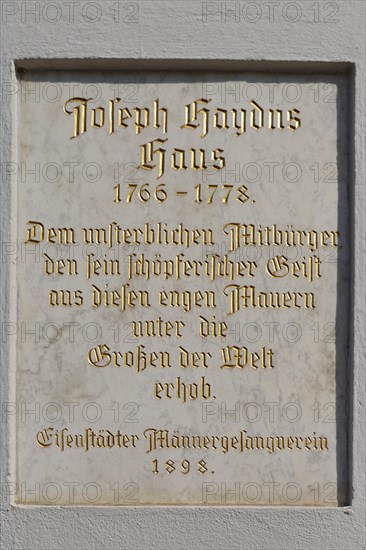 Joseph Haydns
Haus
1766 - 1778.
Dem unsterblichen Mitbürger
den sein schöpferischer Geist
aus diesen engen Mauern
unter die
Großen der Welt
erhob.
Eisenstädter Männergesangverein
1898.